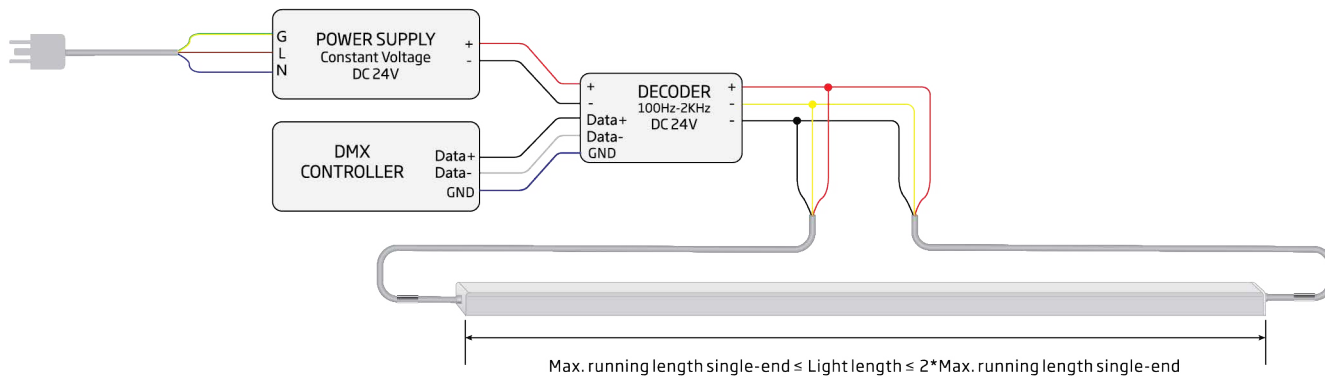 G
L
N
POWER SUPPLY
Constant Voltage
DC 24V
+
-
DMX
CONTROLLER
Data+
Data-
GND
+
-
Data+
Data-
GND
DECODER
100Hz-2KHz
DC 24V
+
-
-
Max. running length single-end ≤ Light length ≤ 2*Max. running length single-end